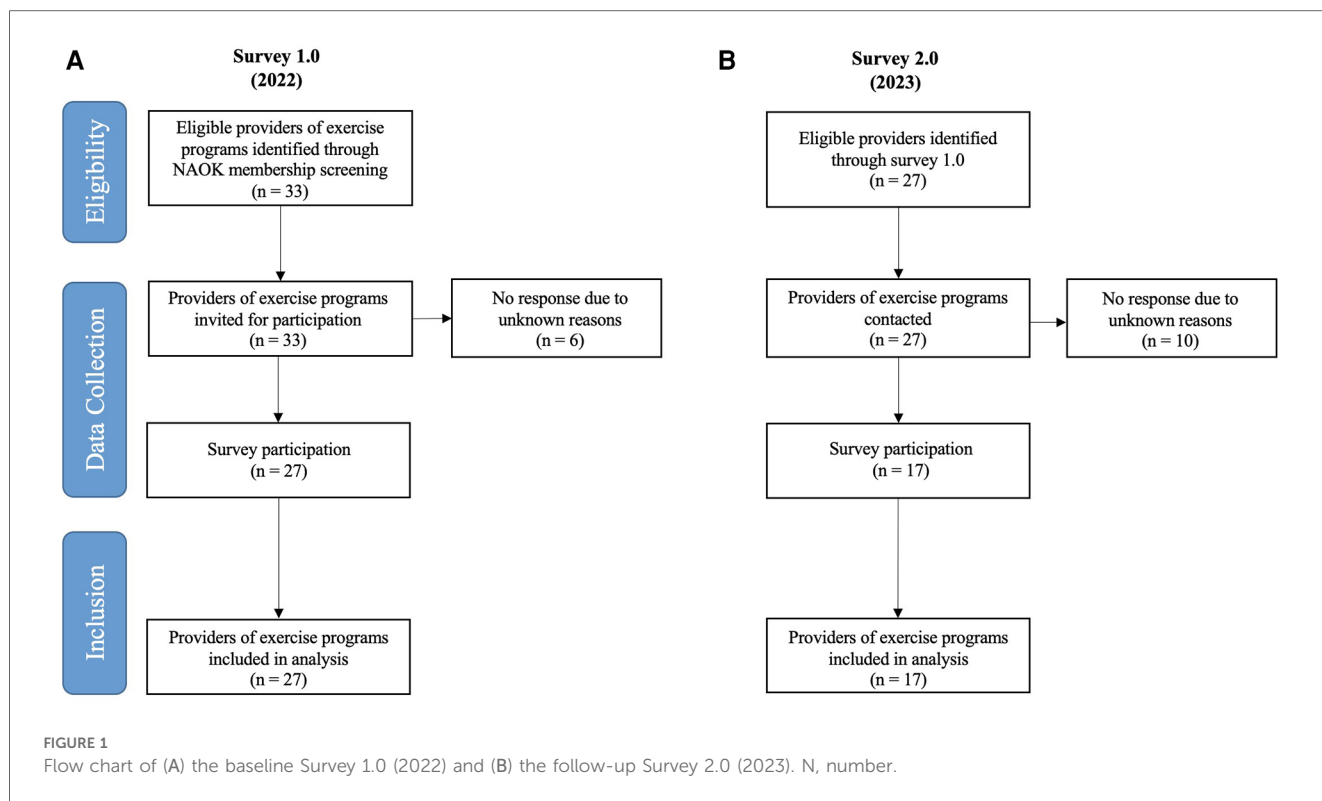 A
Survey 1.0
(2022)
Eligibility
Eligible providers of exercise
programs identified through
NAOK membership screening
(n = 33)
Data Collection
Providers of exercise programs
invited for participation
(n = 33)
No response due to
unknown reasons
(n = 6)
Survey participation
(n = 27)
Inclusion
Providers of exercise programs
included in analysis
(n = 27)
B
Survey 2.0
(2023)
Eligible providers identified
through survey 1.0
(n = 27)
Providers of exercise programs
contacted
(n = 27)
No response due to
unknown reasons
(n = 10)
Survey participation
(n = 17)
Providers of exercise programs
included in analysis
(n = 17)
FIGURE 1
Flow chart of (A) the baseline Survey 1.0 (2022) and (B) the follow-up Survey 2.0 (2023). N, number.